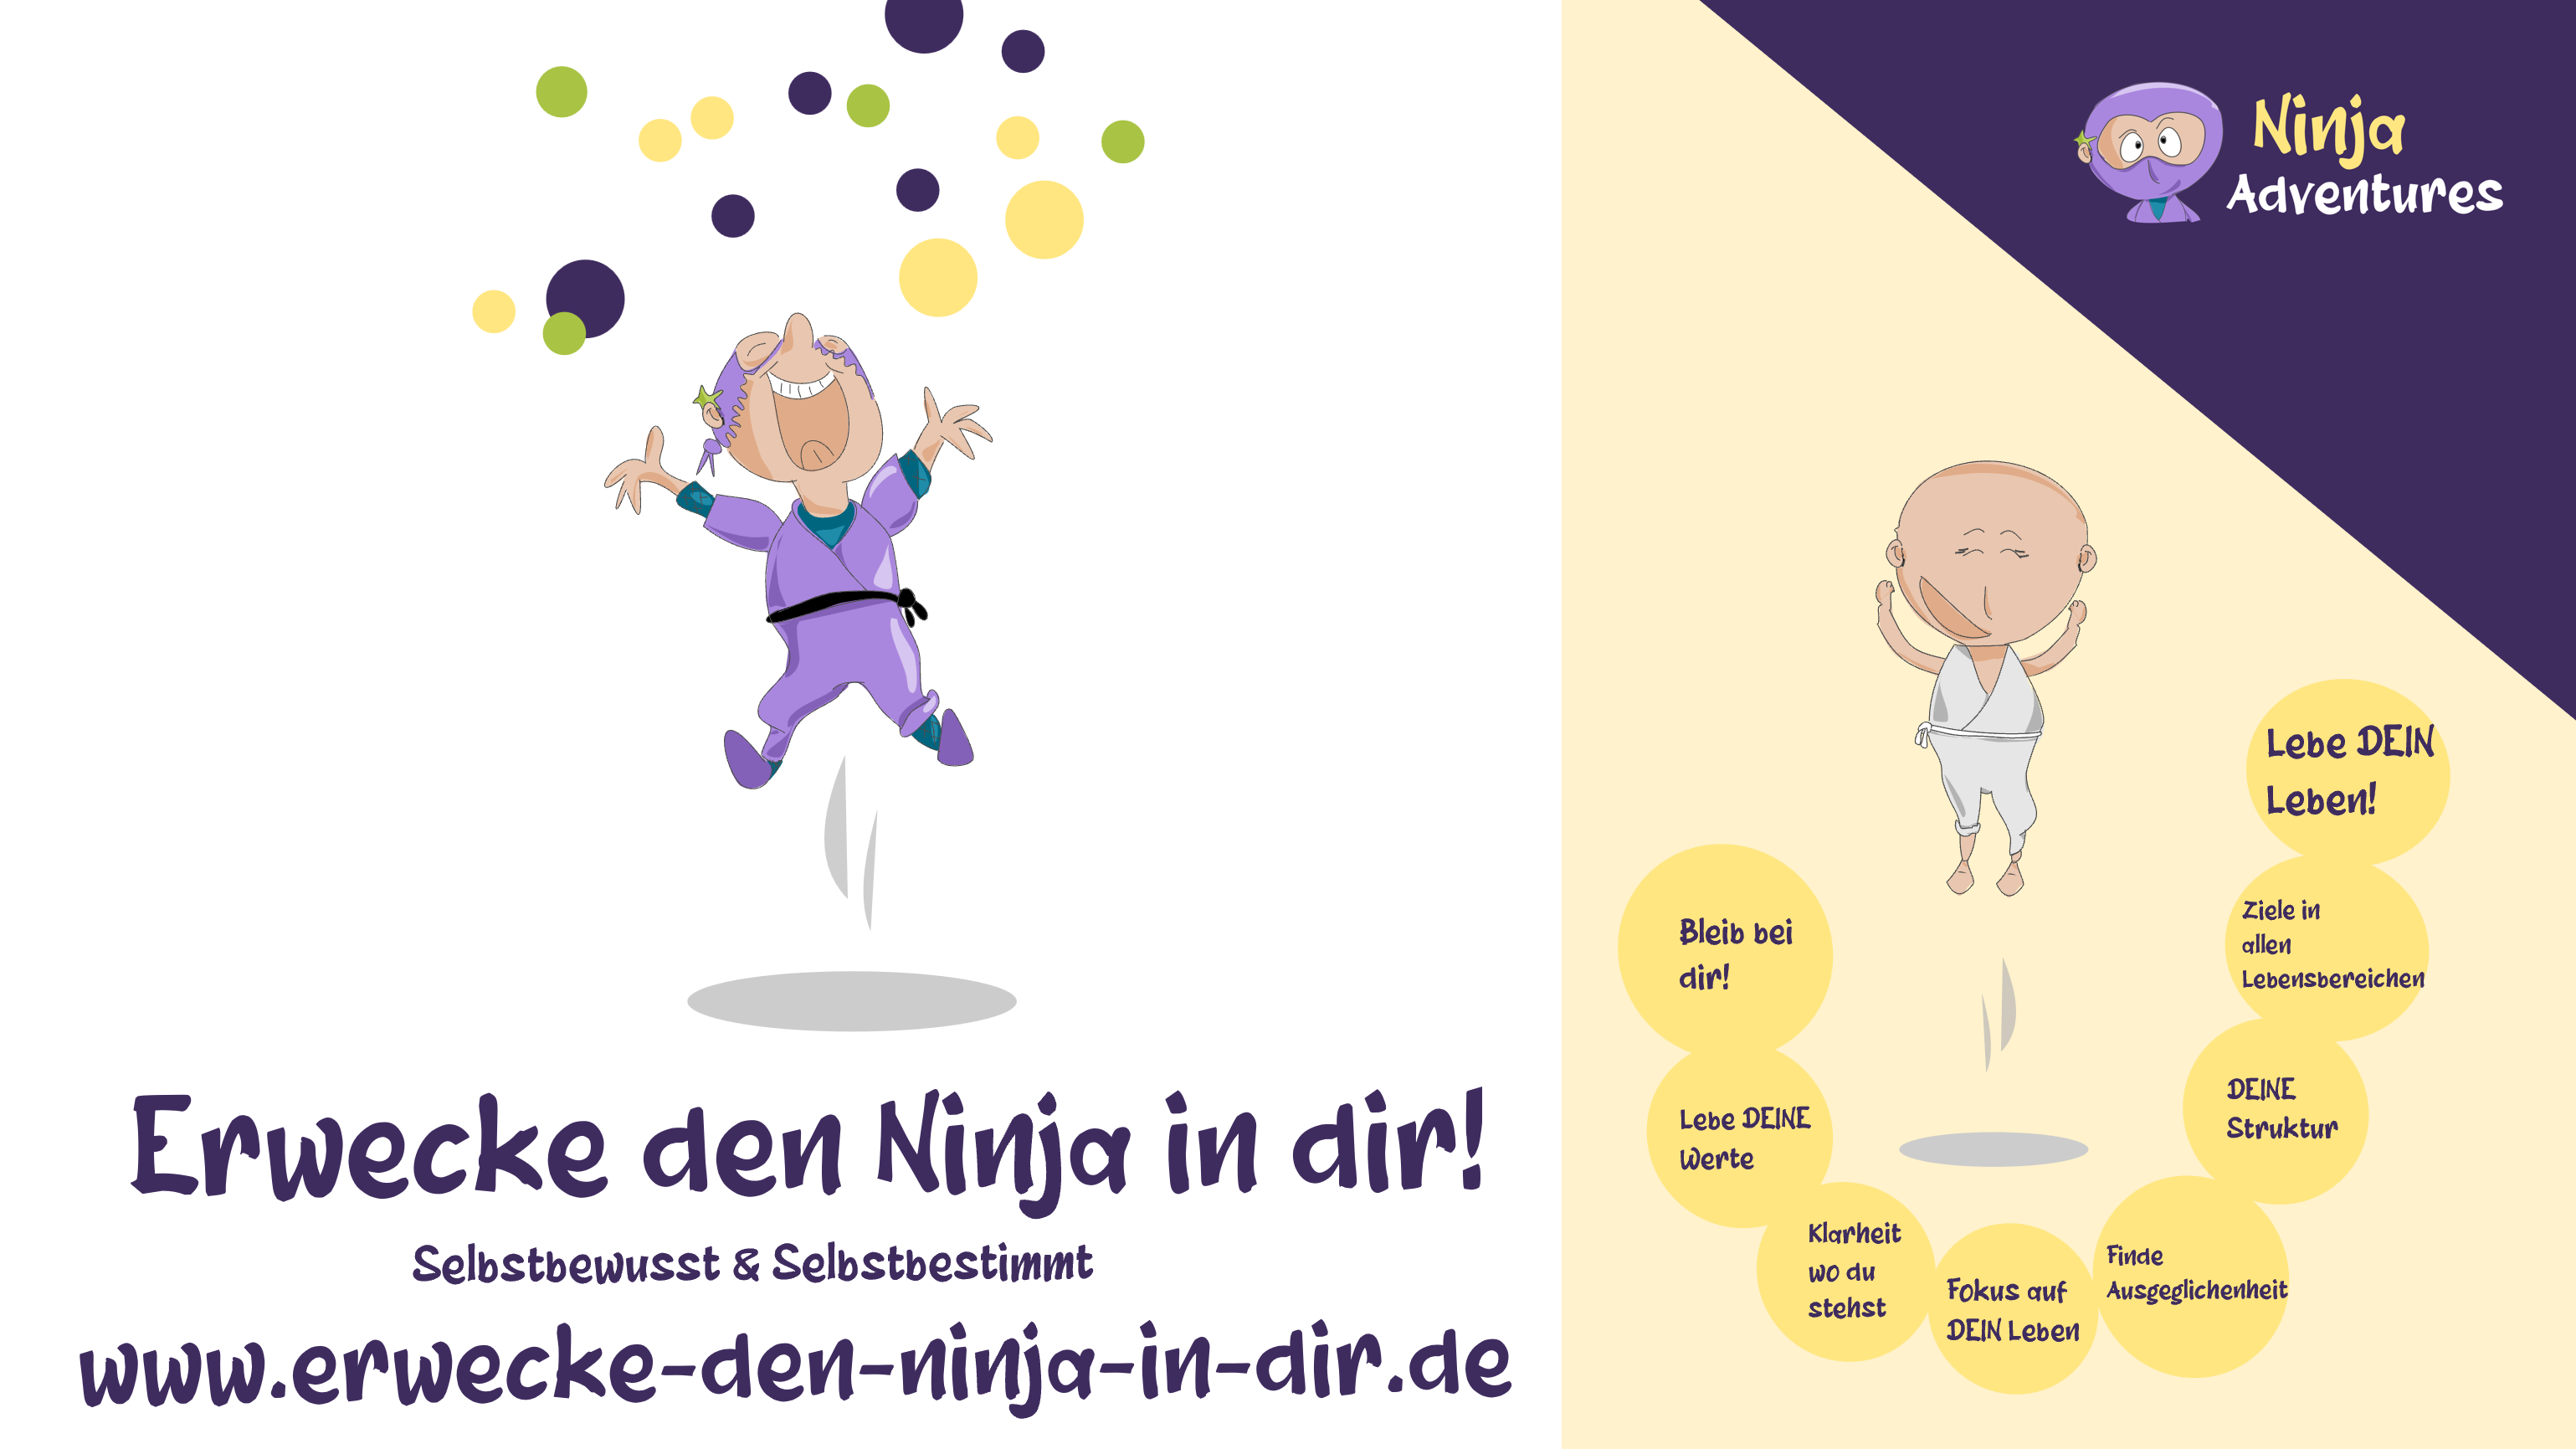 Erwecke den Ninja in dir!
Selbstbewusst & Selbstbestimmt
www.erwecke-den-ninja-in-dir.de
Ninja
Adventures
Bleib bei
dir!
Lebe DEINE
Werte
Klarheit
wo du
stehst
Fokus auf
DEIN Leben
Finde
Ausgeglichenheit
DEINE
Struktur
Ziele in
allen
Lebensbereichen
Lebe DEIN
Leben!